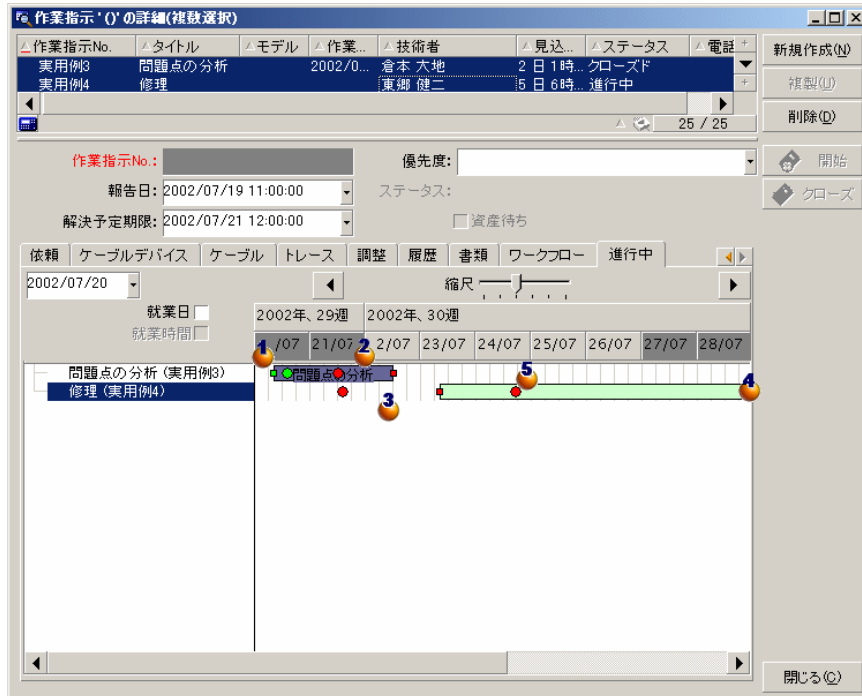 作業指示 ' ()' の詳細(複数選択)
作業指示No. タイトル モデル 作業... 技術者 見込... ステータス 電話
実用例3 問題点の分析 2002/0... 倉本 大地 2 日 1時... クローズド
実用例4 修理 東郷 健二 5 日 6時... 進行中
25 / 25
新規作成(N)
複製(U)
削除(D)
開始
クローズ
作業指示No.:
優先度:
報告日: 2002/07/19 11:00:00
ステータス:
解決予定期限: 2002/07/21 12:00:00
資産待ち
依頼 ケーブルデバイス ケーブル トレース 調整 履歴 書類 ワークフロー 進行中
2002/07/20
縮尺
就業日
就業時間
2002年、29週 2002年、30週
/07 21/07 2/07 23/07 24/07 25/07 26/07 27/07 28/07
1 2
問題点の分析 (実用例3)
問題点の分析
修理 (実用例4)
5
4
3
閉じる(C)